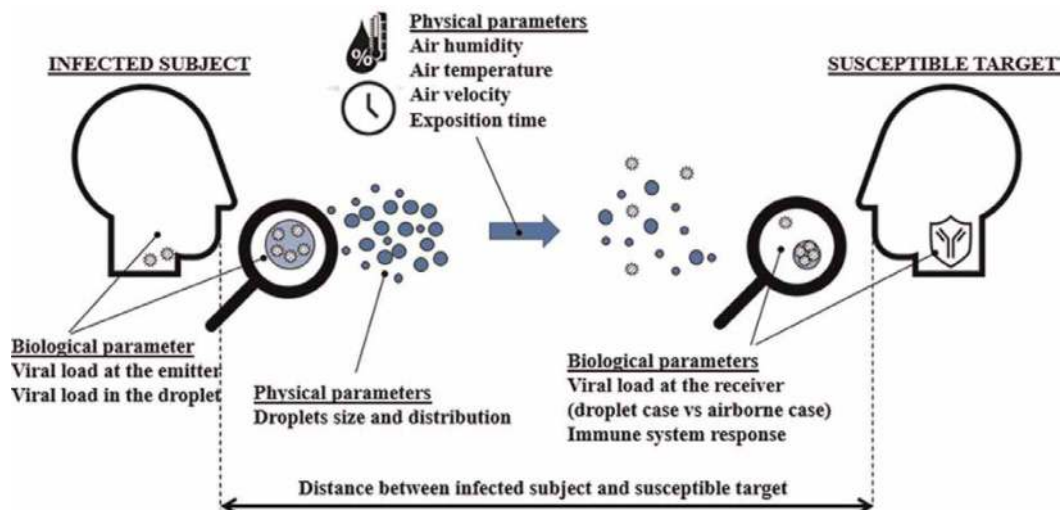 Physical parameters
Air humidity
Air temperature
Air velocity
Exposition time
%
INFECTED SUBJECT
SUSCEPTIBLE TARGET
Biological parameter
Viral load at the emitter
Viral load in the droplet
Physical parameters
Droplets size and distribution
Biological parameters
Viral load at the receiver
(droplet case vs airborne case)
Immune system response
Distance between infected subject and susceptible target